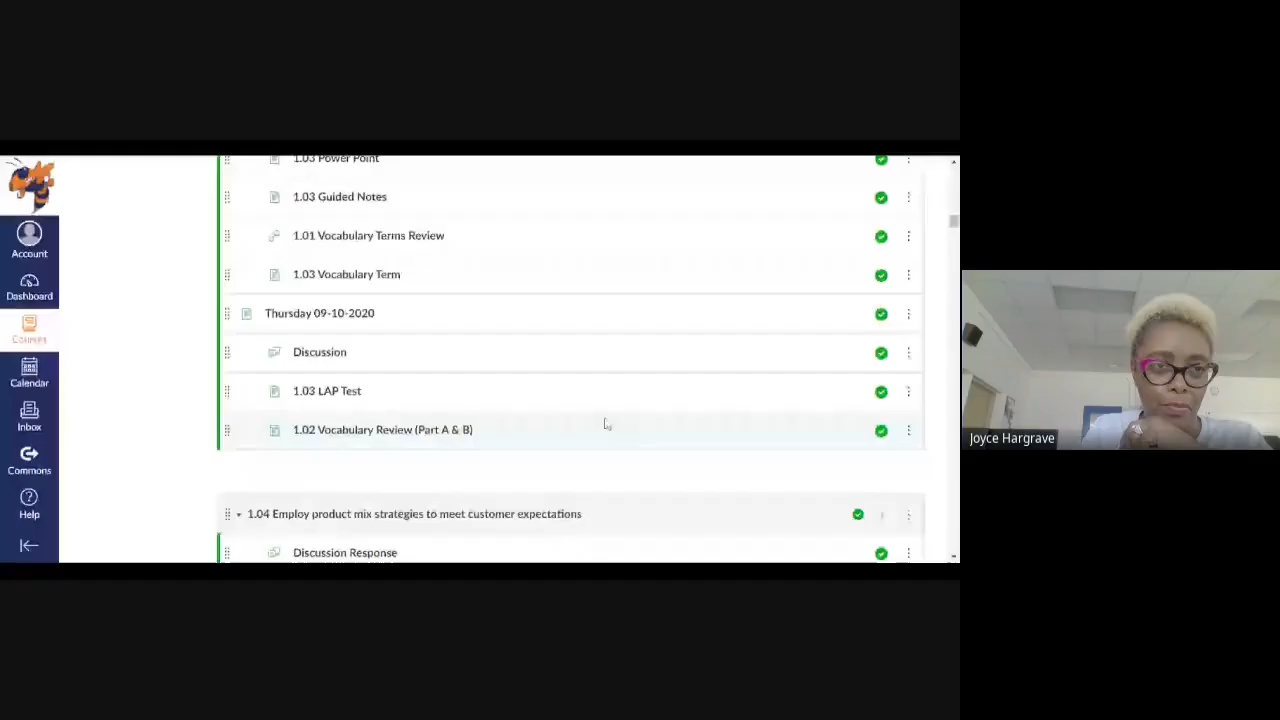 1.03 Power Point
1.03 Guided Notes
Account
1.01 Vocabulary Terms Review
1.03 Vocabulary Term
Dashboard
Thursday 09-10-2020
Courses
Discussion
Calendar
1.03 LAP Test
Inbox
1.02 Vocabulary Review (Part A & B)
Joyce Hargrave
Commons
Help
1.04 Employ product mix strategies to meet customer expectations
Discussion Response